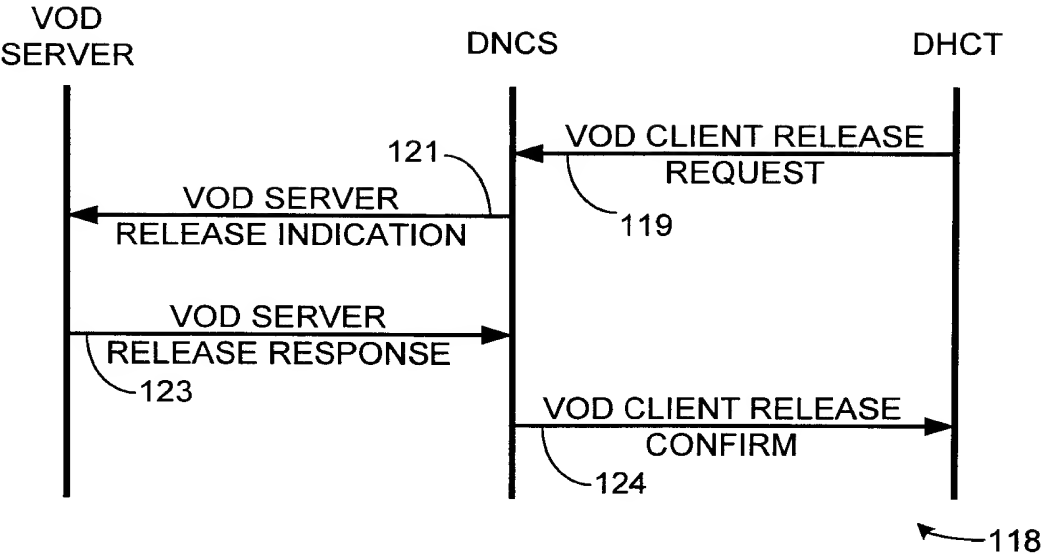 VOD
SERVER
DNCS
DHCT
VOD CLIENT RELEASE
REQUEST
119
121
VOD SERVER
RELEASE INDICATION
VOD SERVER
RELEASE RESPONSE
123
VOD CLIENT RELEASE
CONFIRM
124
118